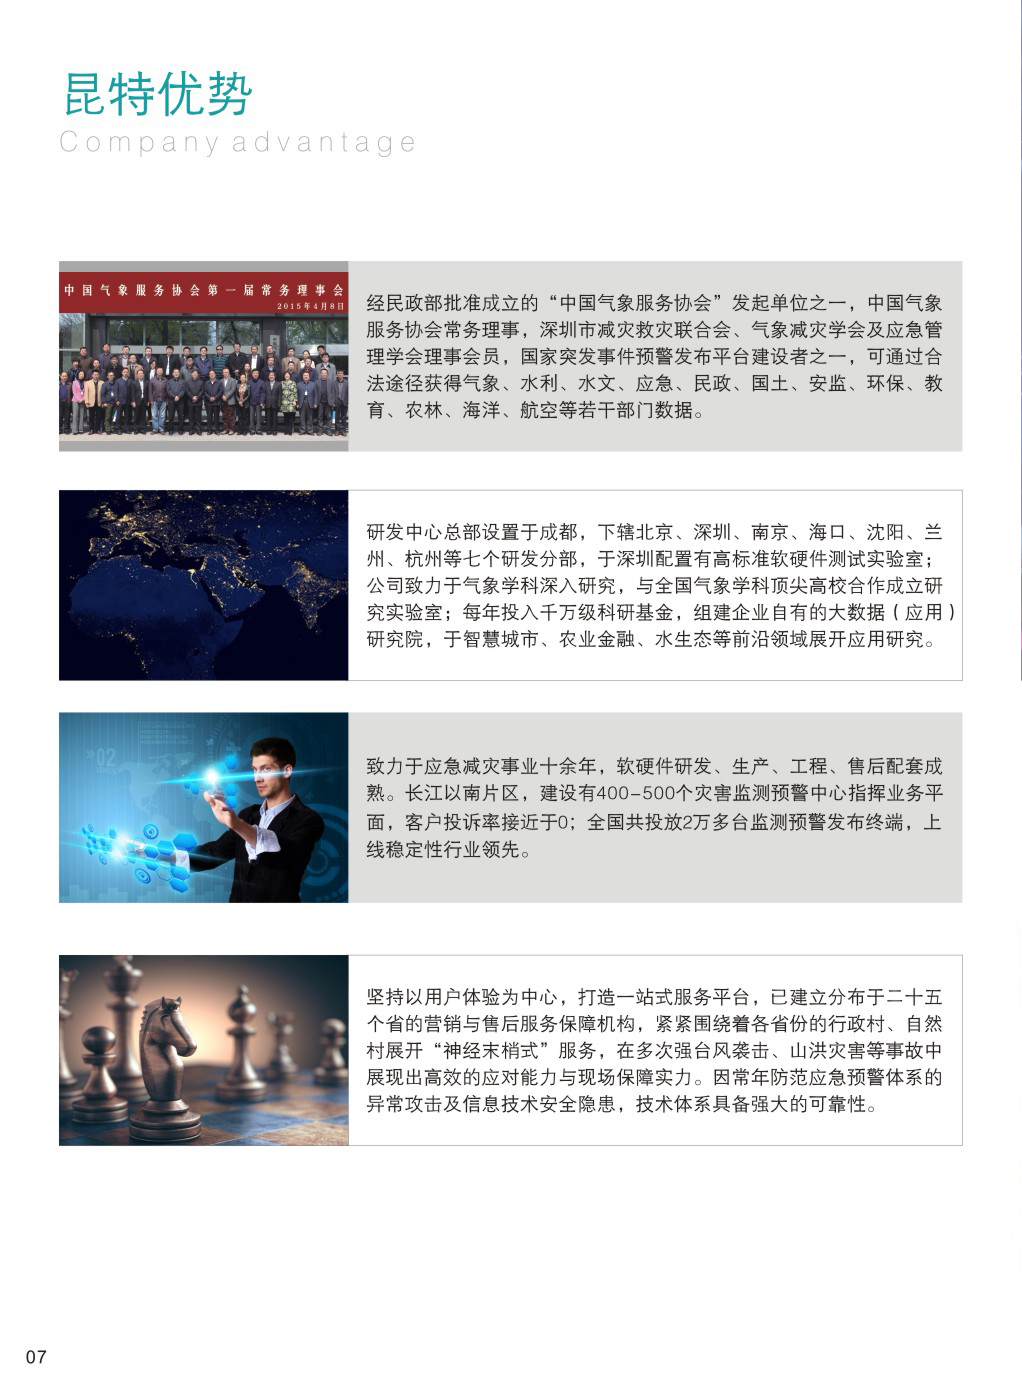 昆特优势
Company advantage
中国气象服务协会第一届常务理事会
2015年4月8日
经民政部批准成立的“中国气象服务协会”发起单位之一，中国气象
服务协会常务理事，深圳市减灾救灾联合会、气象减灾学会及应急管
理学会理事会员，国家突发事件预警发布平台建设者之一，可通过合
法途径获得气象、水利、水文、应急、民政、国土、安监、环保、教
育、农林、海洋、航空等若干部门数据。
研发中心总部设置于成都，下辖北京、深圳、南京、海口、沈阳、兰
州、杭州等七个研发分部，于深圳配置有高标准软硬件测试实验室；
公司致力于气象学科深入研究，与全国气象学科顶尖高校合作成立研
究实验室；每年投入千万级科研基金，组建企业自有的大数据（应用）
研究院，于智慧城市、农业金融、水生态等前沿领域展开应用研究。
»02
致力于应急减灾事业十余年，软硬件研发、生产、工程、售后配套成
熟。长江以南片区，建设有400-500个灾害监测预警中心指挥业务平
面，客户投诉率接近于0；全国共投放2万多台监测预警发布终端，上
线稳定性行业领先。
坚持以用户体验为中心，打造一站式服务平台，已建立分布于二十五
个省的营销与售后服务保障机构，紧紧围绕着各省份的行政村、自然
村展开“神经末梢式”服务，在多次强台风袭击、山洪灾害等事故中
展现出高效的应对能力与现场保障实力。因常年防范应急预警体系的
异常攻击及信息技术安全隐患，技术体系具备强大的可靠性。
07